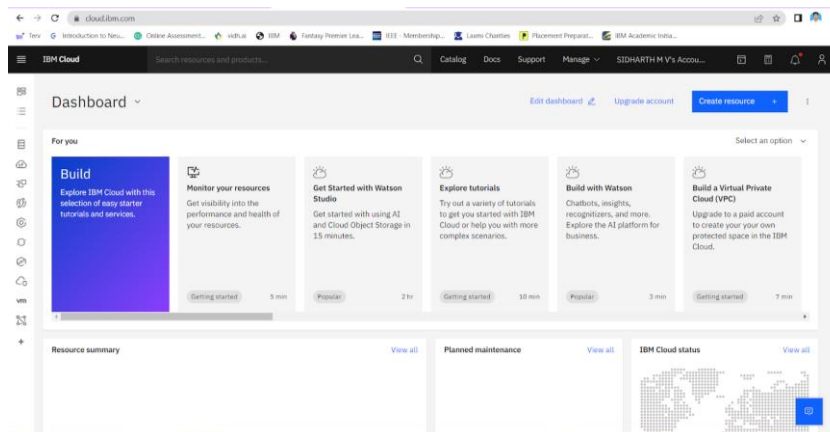 cloud.ibm.com
Terv Introduction to Neu... Online Assessment... vidh.ai IBM Fantasy Premier Lea... IEEE - Membership... Laxmi Charities Placement Preparat... IBM Academic Initia...
IBM Cloud Search resources and products... Catalog Docs Support Manage SIDHARTH M V's Accou...
Dashboard Edit dashboard Upgrade account Create resource +
For you Select an option
Build
Explore IBM Cloud with this
selection of easy starter
tutorials and services.
Monitor your resources
Get visibility into the
performance and health of
your resources.
Getting started 5 min
Get Started with Watson
Studio
Get started with using AI
and Cloud Object Storage in
15 minutes.
Popular 2 hr
Explore tutorials
Try out a variety of tutorials
to get you started with IBM
Cloud or help you with more
complex scenarios.
Getting started 10 min
Build with Watson
Chatbots, insights,
recognitizers, and more.
Explore the AI platform for
business.
Popular 3 min
Build a Virtual Private
Cloud (VPC)
Upgrade to a paid account
to create your your own
protected space in the IBM
Cloud.
Getting started 7 min
vm
Resource summary View all
Planned maintenance View all
IBM Cloud status View all